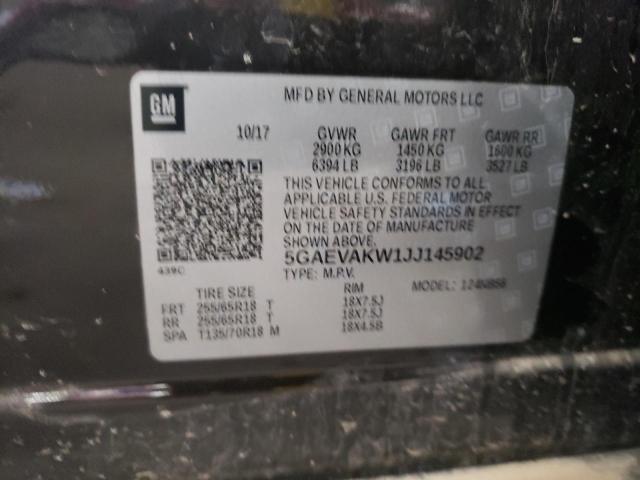 GM
MFD BY GENERAL MOTORS LLC
10/17 GVWR GAWR FRT GAWR RR
2900 KG 1450 KG 1600 KG
6394 LB 3196 LB 3527 LB
THIS VEHICLE CONFORMS TO ALL
APPLICABLE U.S. FEDERAL MOTOR
VEHICLE SAFETY STANDARDS IN EFFECT
ON THE DATE OF MANUFACTURE
SHOWN ABOVE.
5GAEVAKW1JJ145902
439C
TYPE: M.P.V. MODEL:
TIRE SIZE RIM
FRT 255/65R18 T 18X7.5J
RR 255/65R18 T 18X7.5J
SPA T135/70R18 M 18X4.5B